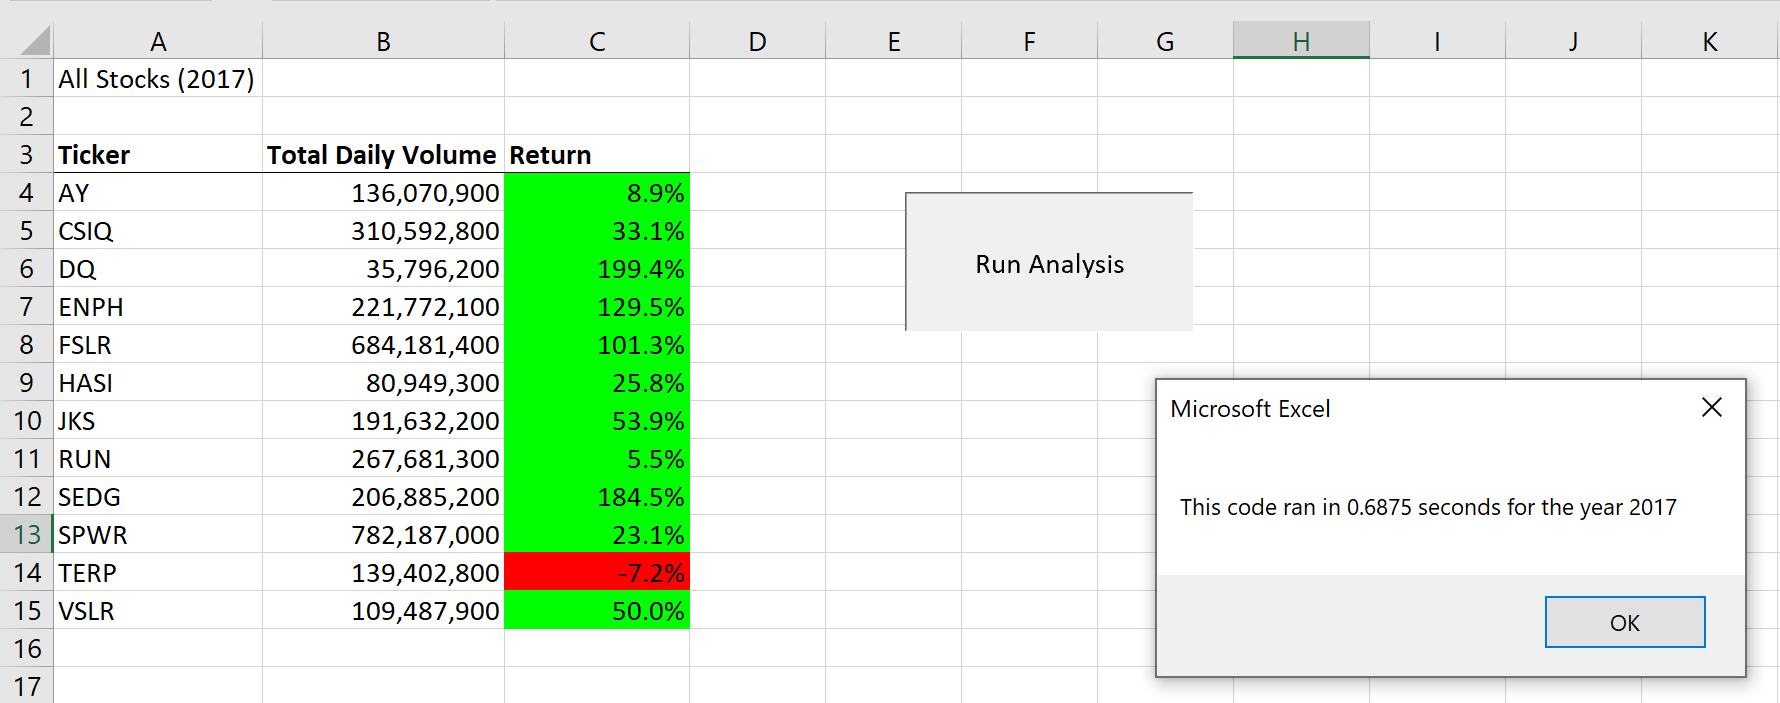 A B C D E F G H I J K
1 All Stocks (2017)
2
3 Ticker Total Daily Volume Return
4 AY 136,070,900 8.9%
5 CSIQ 310,592,800 33.1%
6 DQ 35,796,200 199.4%
7 ENPH 221,772,100 129.5%
8 FSLR 684,181,400 101.3%
9 HASI 80,949,300 25.8%
10 JKS 191,632,200 53.9%
11 RUN 267,681,300 5.5%
12 SEDG 206,885,200 184.5%
13 SPWR 782,187,000 23.1%
14 TERP 139,402,800 -7.2%
15 VSLR 109,487,900 50.0%
16
17
Run Analysis
Microsoft Excel
This code ran in 0.6875 seconds for the year 2017
OK